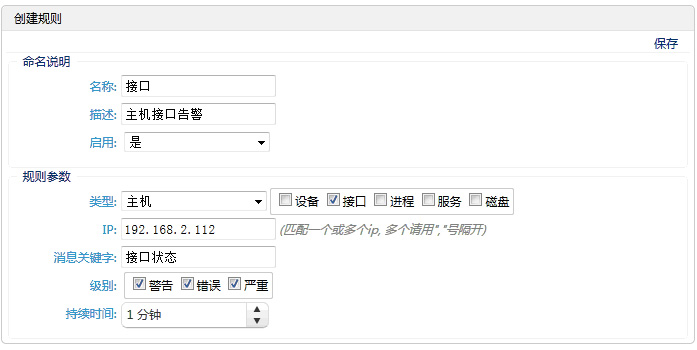 创建规则
保存
命名说明
名称: 接口
描述: 主机接口告警
启用: 是
规则参数
类型: 主机 设备 接口 进程 服务 磁盘
IP: 192.168.2.112 (匹配一个或多个ip, 多个请用","号隔开)
消息关键字: 接口状态
级别: 警告 错误 严重
持续时间: 1 分钟